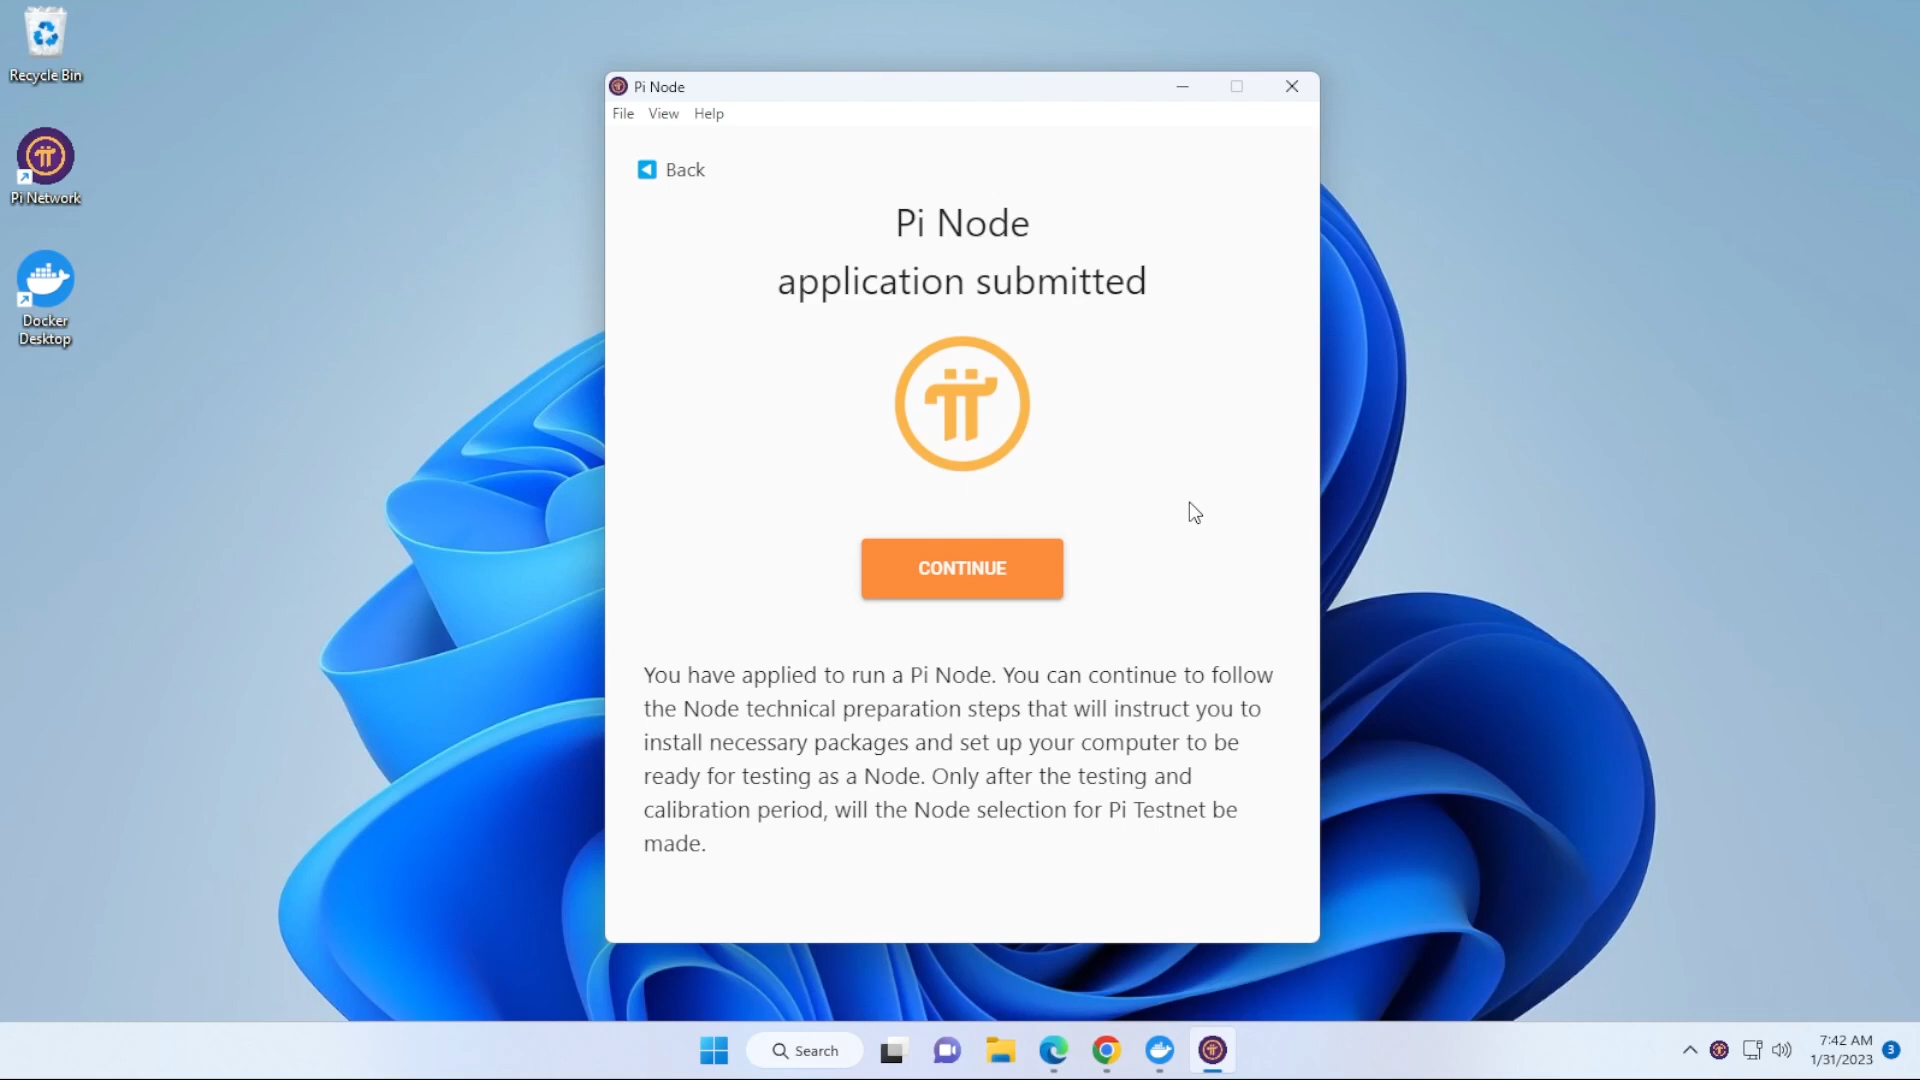 Recycle Bin
Pi Network
Docker
Desktop
Pi Node
File View Help
Back
Pi Node
application submitted
CONTINUE
You have applied to run a Pi Node. You can continue to follow
the Node technical preparation steps that will instruct you to
install necessary packages and set up your computer to be
ready for testing as a Node. Only after the testing and
calibration period, will the Node selection for Pi Testnet be
made.
Search
7:42 AM
1/31/2023
3